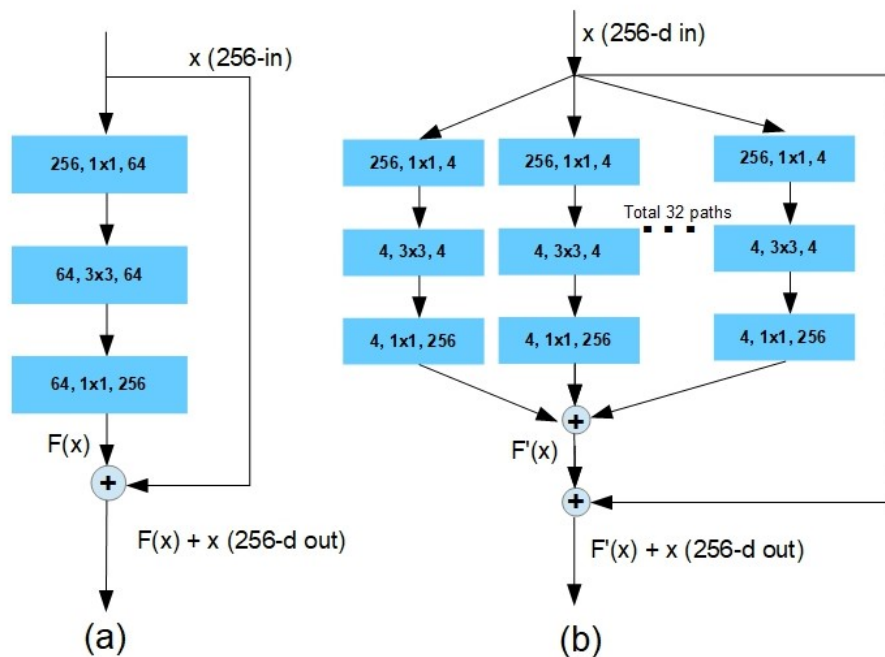 x (256-in)
256, 1x1, 64
64, 3x3, 64
64, 1x1, 256
F(x)
+
F(x) + x (256-d out)
(a)
x (256-d in)
256, 1x1, 4
256, 1x1, 4
256, 1x1, 4
Total 32 paths
4, 3x3, 4
4, 3x3, 4
4, 3x3, 4
4, 1x1, 256
4, 1x1, 256
4, 1x1, 256
+
F'(x)
+
F'(x) + x (256-d out)
(b)